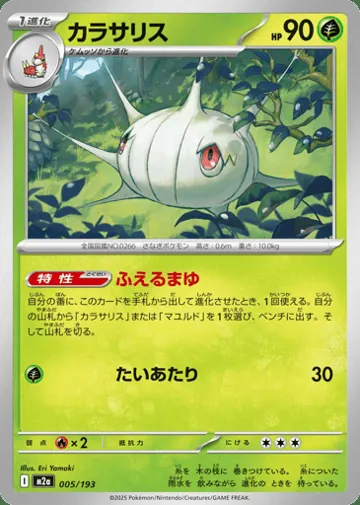 1進化
カラサリス
ケムッソから進化
HP 90
全国図鑑NO.0266 さなぎポケモン 高さ:0.6m 重さ:10.0kg
特性 ふえるまゆ
自分の番に、このカードを手札から出して進化させたとき、1回使える。自分
の山札から「カラサリス」または「マユルド」を1枚選び、ベンチに出す。そ
して山札を切る。
たいあたり 30
弱点 ×2 抵抗力 にげる
Illus. Eri Yamaki
I m2a 005/193
糸を 木の枝に 巻きつけている。糸についた
雨水を 飲みながら 進化のときを 待っている。
©2025 Pokémon/Nintendo/Creatures/GAME FREAK.